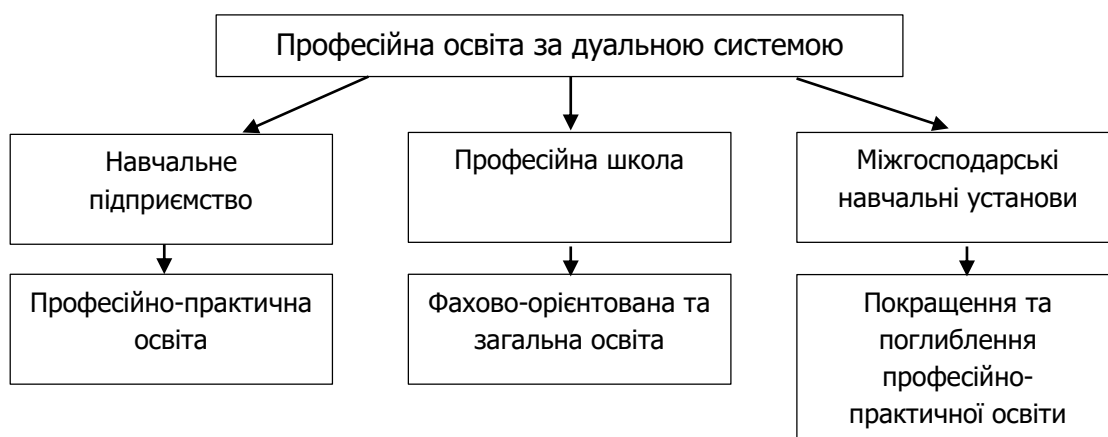 Професійна освіта за дуальною системою
Навчальне
підприємство
Професійна школа
Міжгосподарські
навчальні установи
Професійно-практична
освіта
Фахово-орієнтована та
загальна освіта
Покращення та
поглиблення
професійно-
практичної освіти